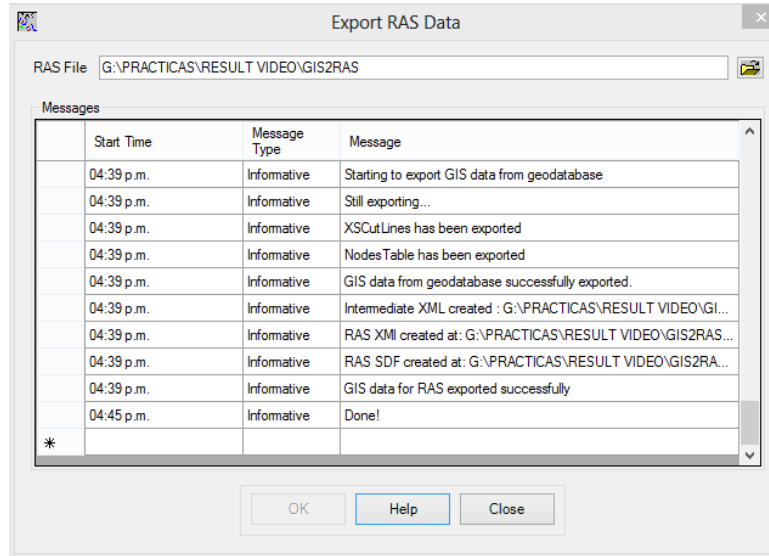 Export RAS Data
RAS File G:\PRACTICAS\RESULT VIDEO\GIS2RAS
Messages
Start Time Message Type Message
04:39 p.m. Informative Starting to export GIS data from geodatabase
04:39 p.m. Informative Still exporting...
04:39 p.m. Informative XSCutLines has been exported
04:39 p.m. Informative NodesTable has been exported
04:39 p.m. Informative GIS data from geodatabase successfully exported.
04:39 p.m. Informative Intermediate XML created : G:\PRACTICAS\RESULT VIDEO\GI...
04:39 p.m. Informative RAS XMl created at: G:\PRACTICAS\RESULT VIDEO\GIS2RAS...
04:39 p.m. Informative RAS SDF created at: G:\PRACTICAS\RESULT VIDEO\GIS2RA...
04:39 p.m. Informative GIS data for RAS exported successfully
04:45 p.m. Informative Done!
*
OK Help Close